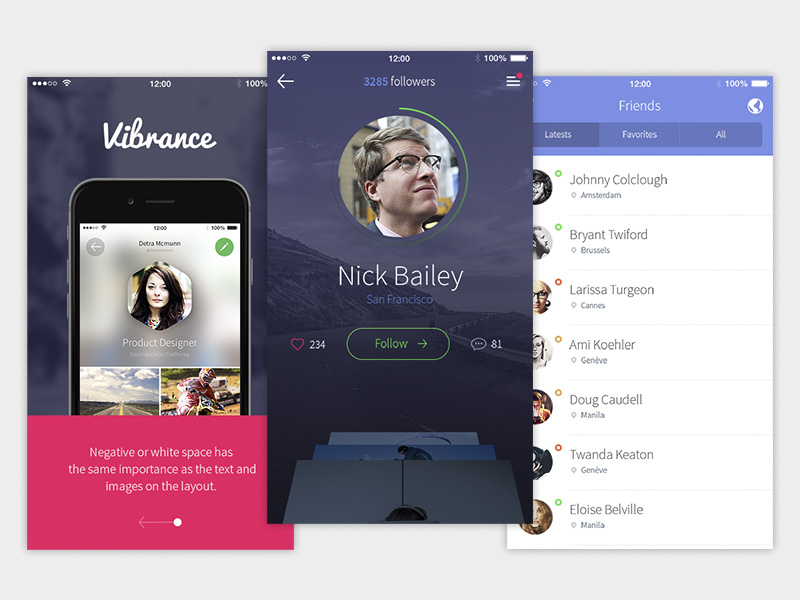 12:00
100%
Vibrance
12:00
100%
Detra Mcmunn
Product Designer
San Francisco, California
Negative or white space has
the same importance as the text and
images on the layout.
12:00
100%
3285 followers
Nick Bailey
San Francisco
234
Follow
81
12:00
100%
Friends
Latests
Favorites
All
Johnny Colclough
Amsterdam
Bryant Twiford
Brussels
Larissa Turgeon
Cannes
Ami Koehler
Genève
Doug Caudell
Manila
Twanda Keaton
Genève
Eloise Belville
Manila